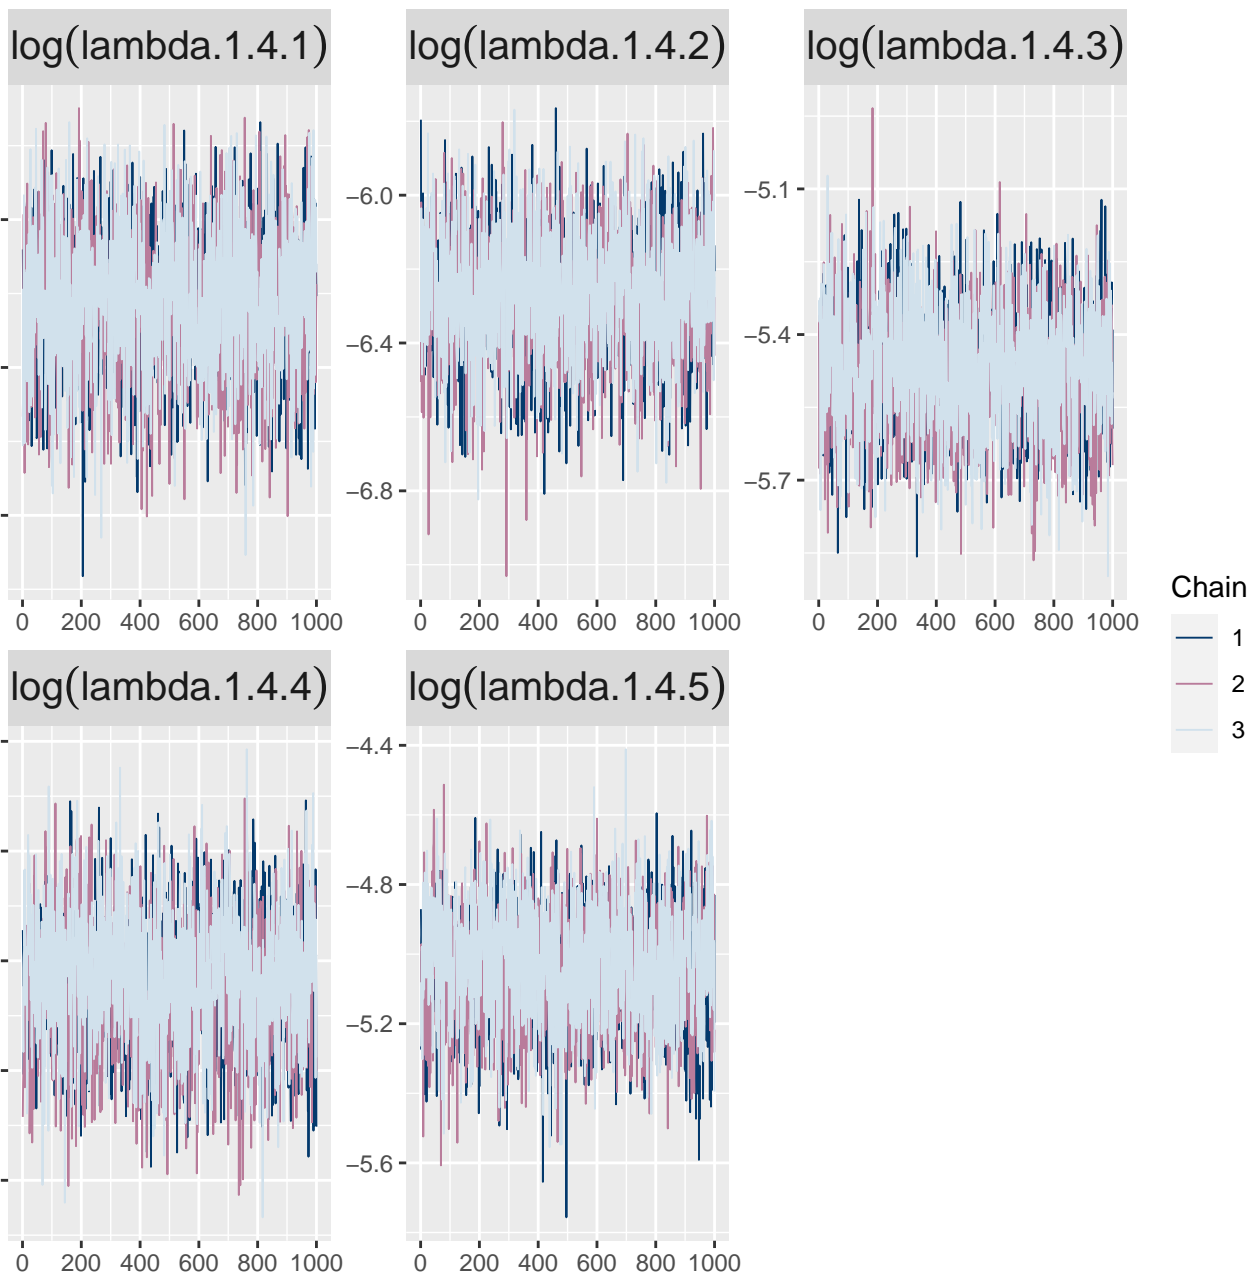 log(lambda.1.4.1)
log(lambda.1.4.2)
log(lambda.1.4.3)
−6.0
−6.4
−6.8
−5.1
−5.4
−5.7
0 200 400 600 800 1000
0 200 400 600 800 1000
0 200 400 600 800 1000
Chain
1
2
3
log(lambda.1.4.4)
log(lambda.1.4.5)
−4.4
−4.8
−5.2
−5.6
0 200 400 600 800 1000
0 200 400 600 800 1000